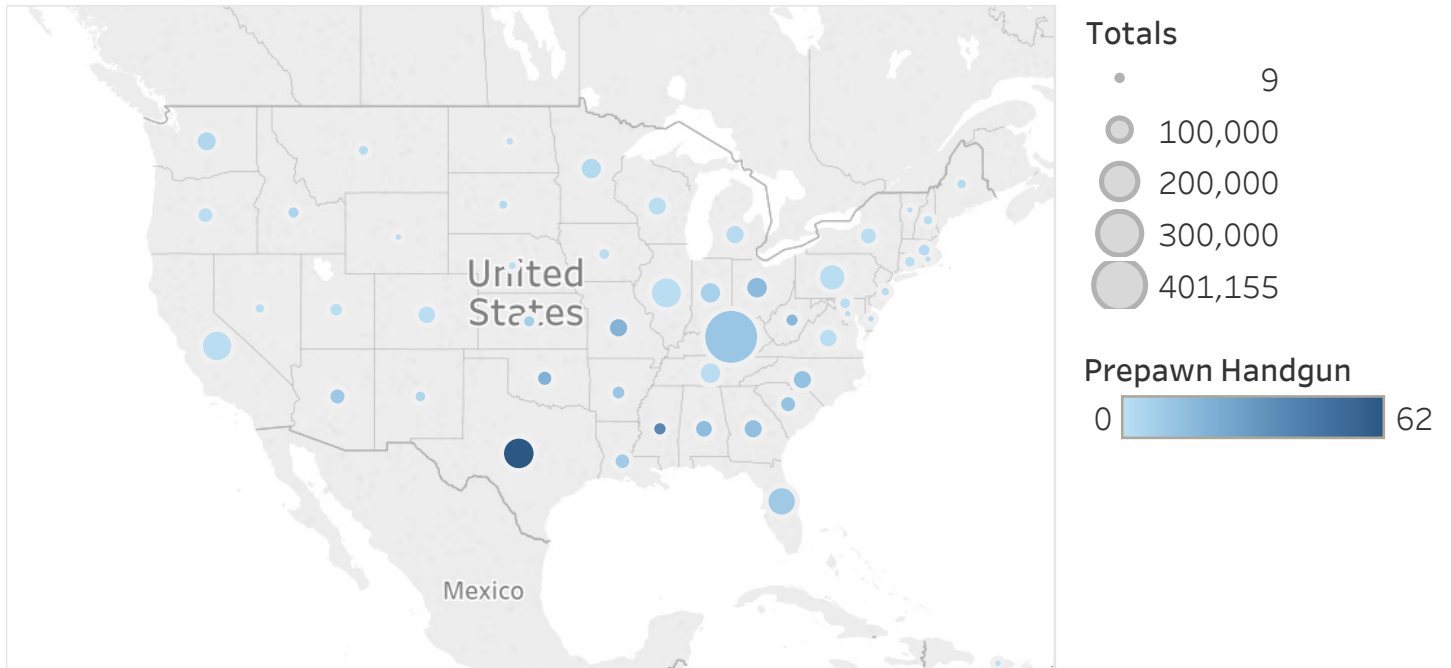 United
States
Mexico
Totals
9
100,000
200,000
300,000
401,155
Prepawn Handgun
0 62